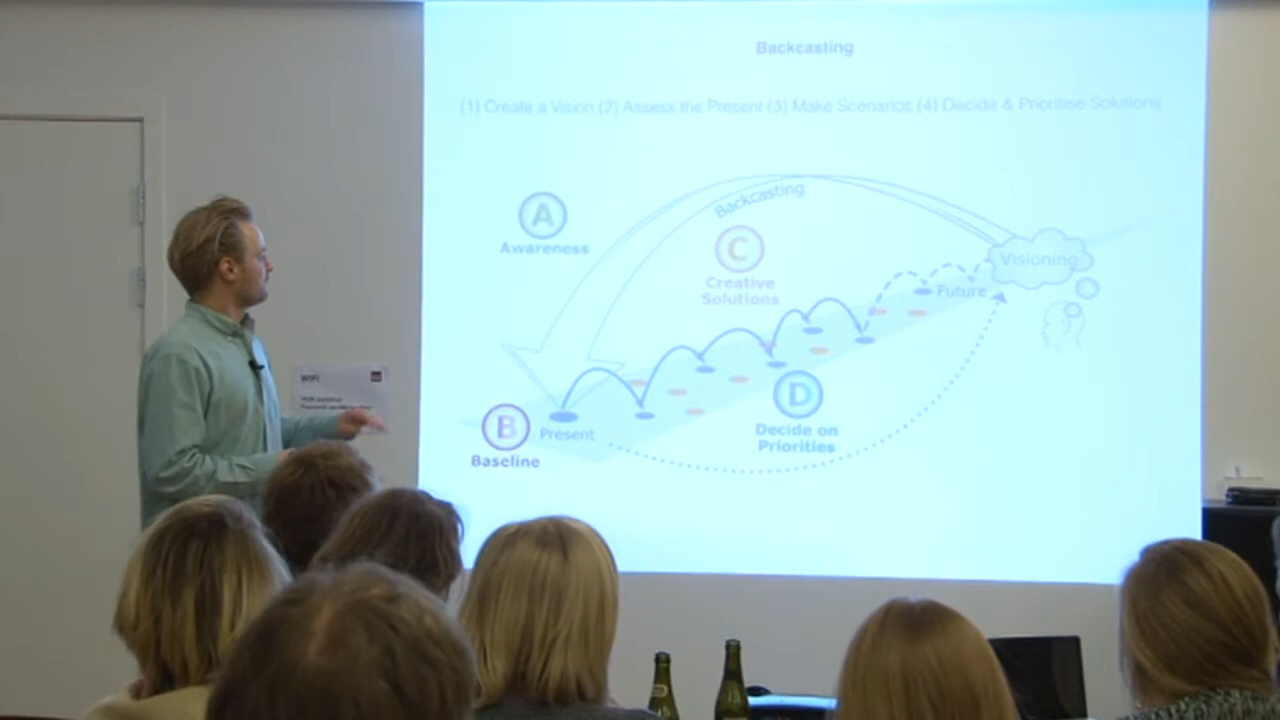 Backcasting
(1) Create a Vision (2) Assess the Present (3) Make Scenarios (4) Decide & Prioritise Solutions
Backcasting
A
Awareness
C
Creative
Solutions
Visioning
Future
D
Decide on
Priorities
B
Present
Baseline